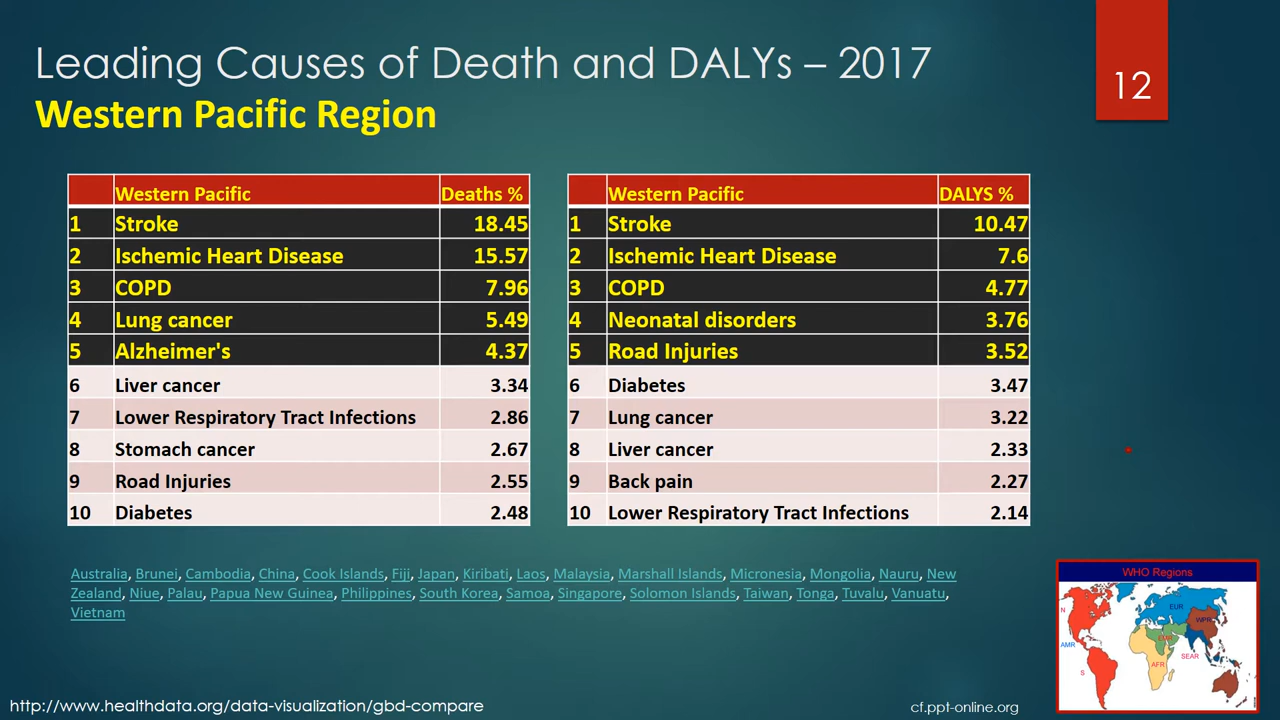 Leading Causes of Death and DALYs – 2017
12
Western Pacific Region
Western Pacific Deaths %
1 Stroke 18.45
2 Ischemic Heart Disease 15.57
3 COPD 7.96
4 Lung cancer 5.49
5 Alzheimer's 4.37
6 Liver cancer 3.34
7 Lower Respiratory Tract Infections 2.86
8 Stomach cancer 2.67
9 Road Injuries 2.55
10 Diabetes 2.48
Western Pacific DALYS %
1 Stroke 10.47
2 Ischemic Heart Disease 7.6
3 COPD 4.77
4 Neonatal disorders 3.76
5 Road Injuries 3.52
6 Diabetes 3.47
7 Lung cancer 3.22
8 Liver cancer 2.33
9 Back pain 2.27
10 Lower Respiratory Tract Infections 2.14
Australia, Brunei, Cambodia, China, Cook Islands, Fiji, Japan, Kiribati, Laos, Malaysia, Marshall Islands, Micronesia, Mongolia, Nauru, New
Zealand, Niue, Palau, Papua New Guinea, Philippines, South Korea, Samoa, Singapore, Solomon Islands, Taiwan, Tonga, Tuvalu, Vanuatu,
Vietnam
WHO Regions
N
EUR
WPR
EMR
AMR
SEAR
AFR
S
http://www.healthdata.org/data-visualization/gbd-compare
cf.ppt-online.org